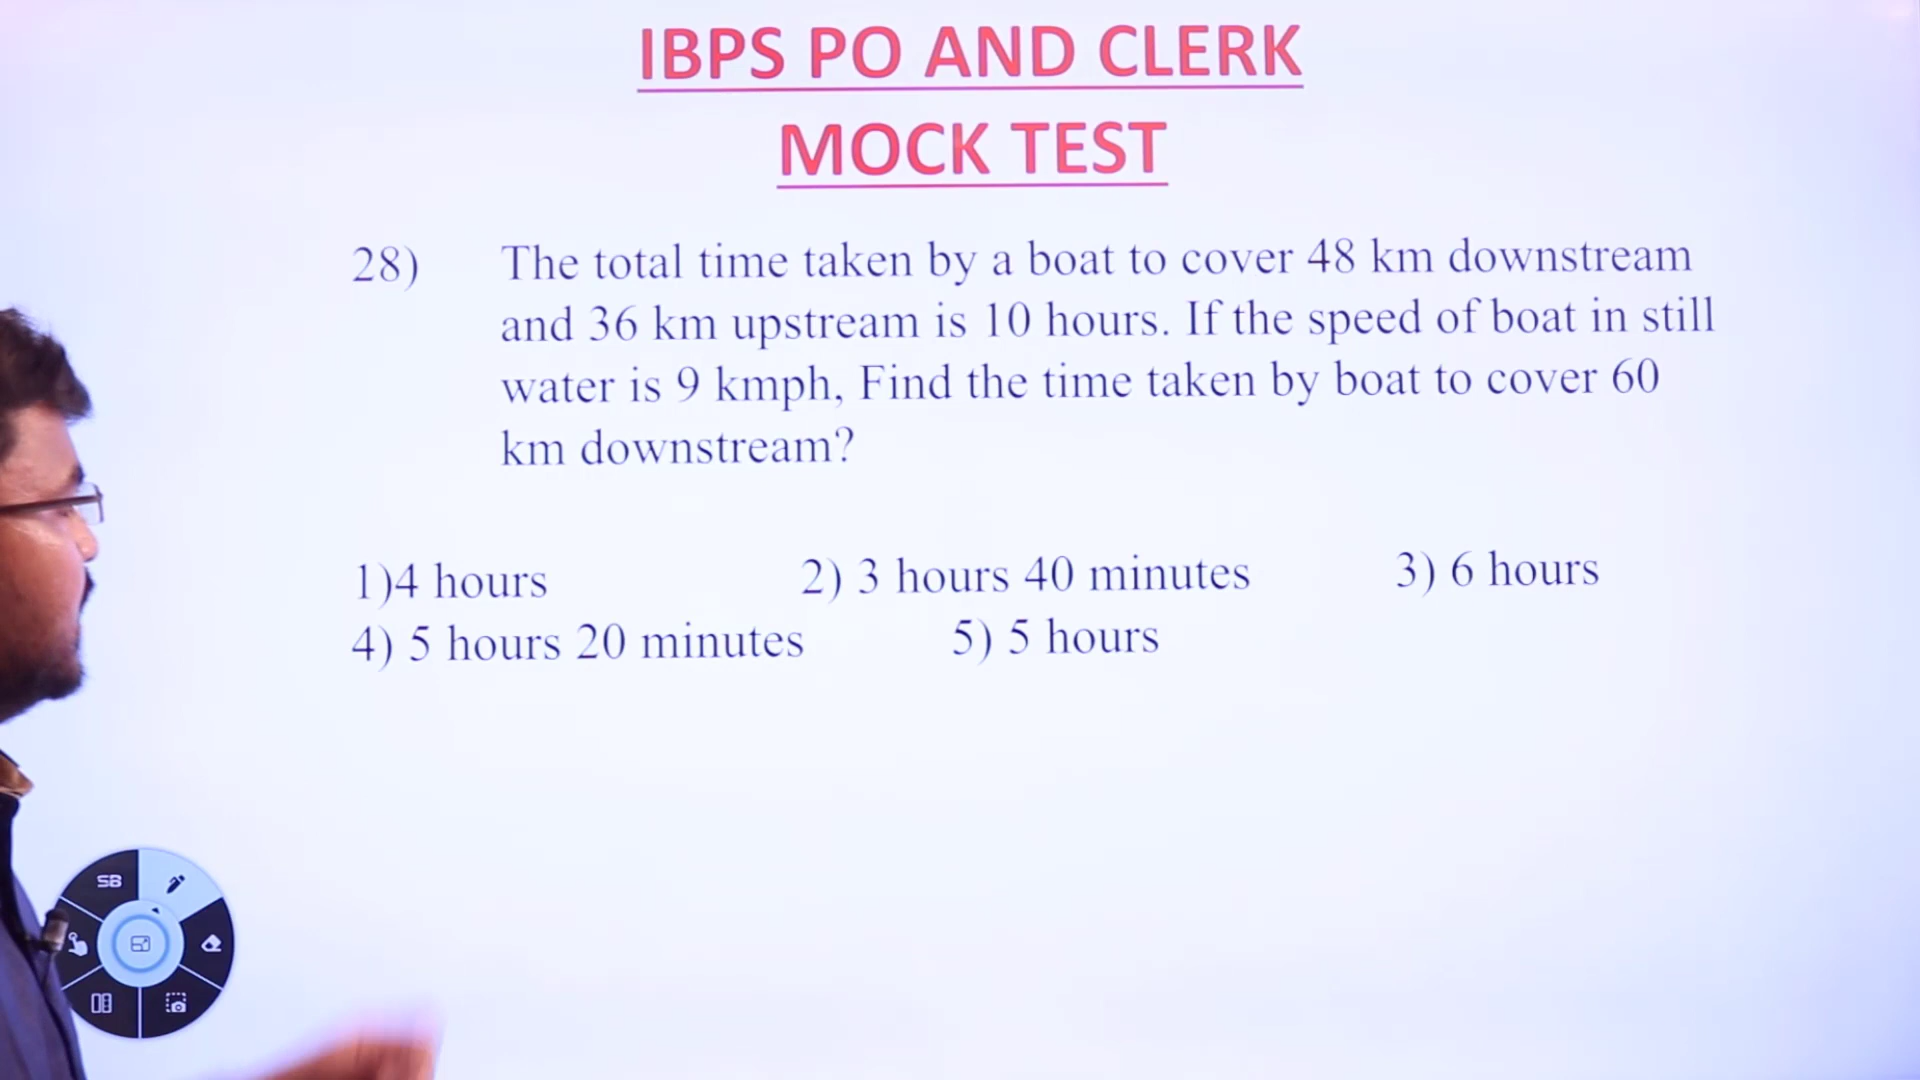 IBPS PO AND CLERK
MOCK TEST
28) The total time taken by a boat to cover 48 km downstream
and 36 km upstream is 10 hours. If the speed of boat in still
water is 9 kmph, Find the time taken by boat to cover 60
km downstream?
1)4 hours 2) 3 hours 40 minutes 3) 6 hours
4) 5 hours 20 minutes 5) 5 hours
SB